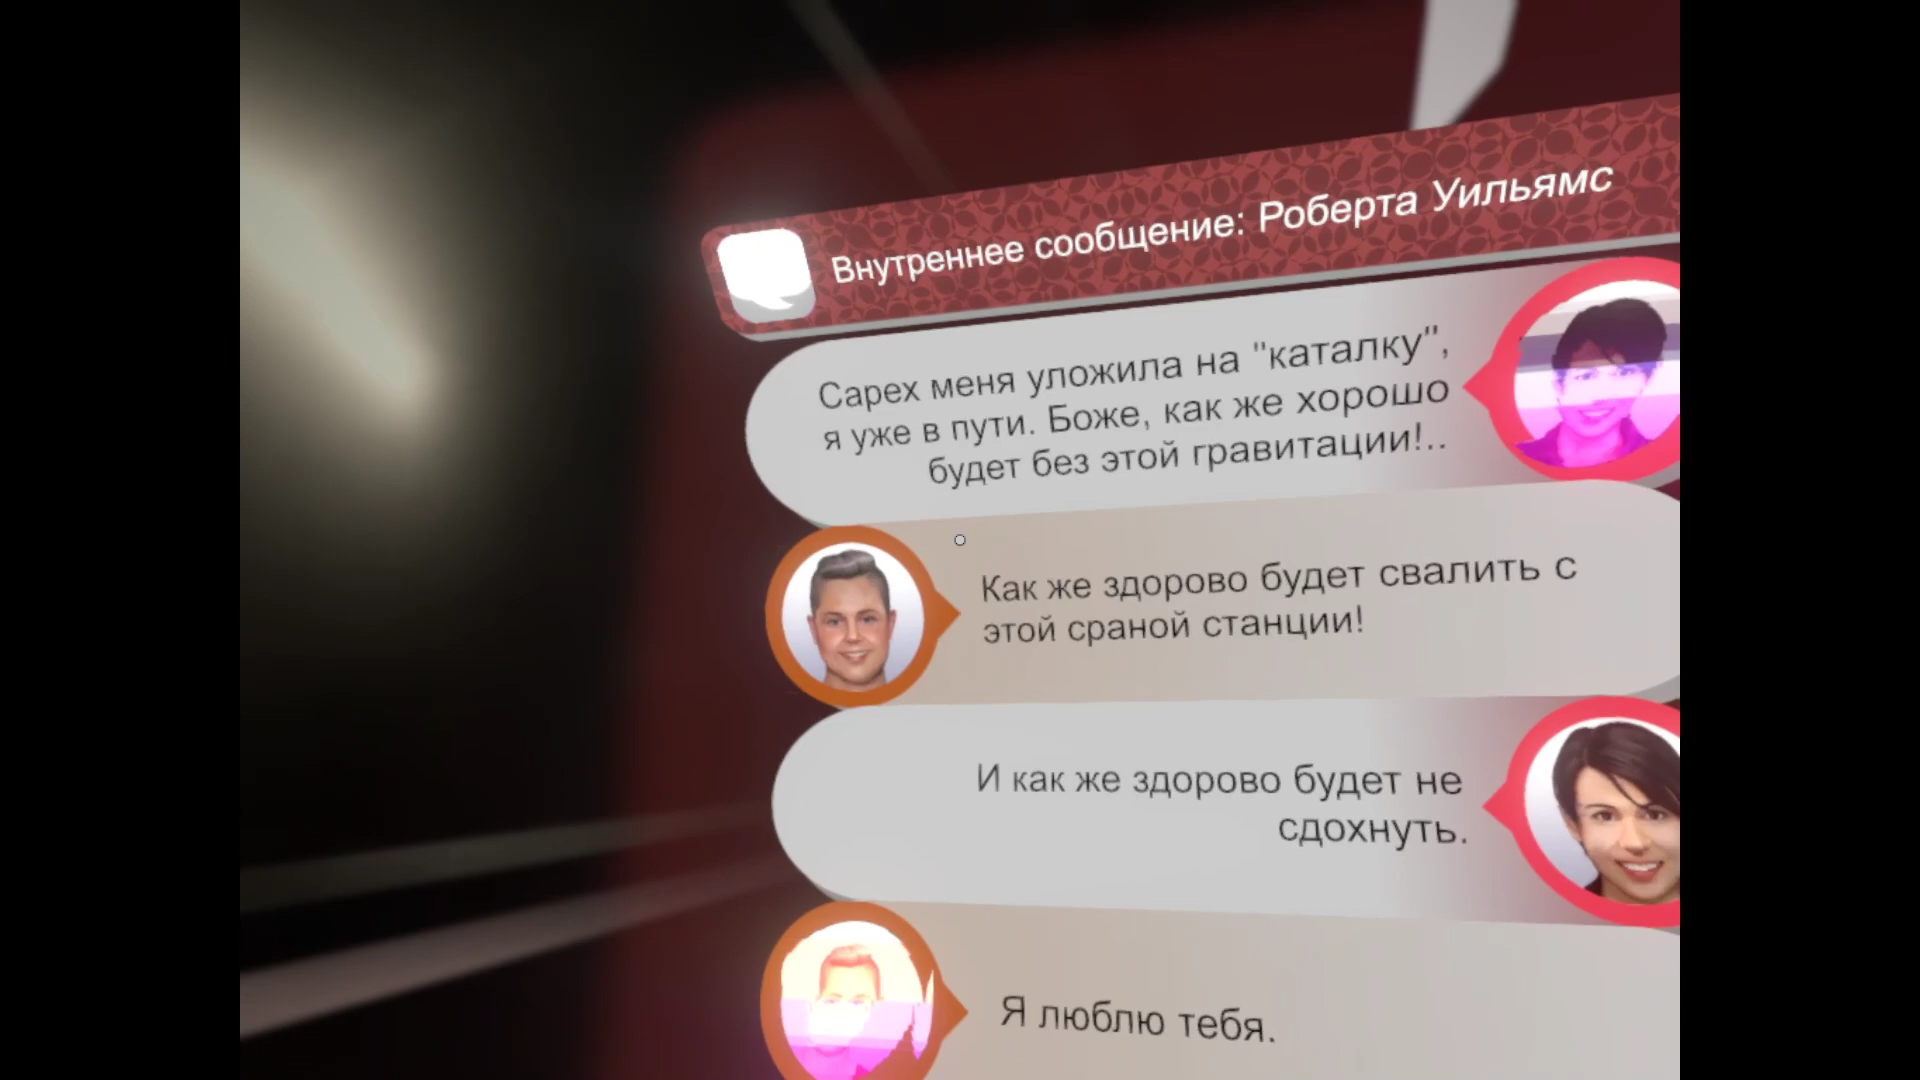 Внутреннее сообщение: Роберта Уильямс
Сарех меня уложила на "каталку",
я уже в пути. Боже, как же хорошо
будет без этой гравитации!..
Как же здорово будет свалить с
этой сраной станции!
И как же здорово будет не
сдохнуть.
Я люблю тебя.